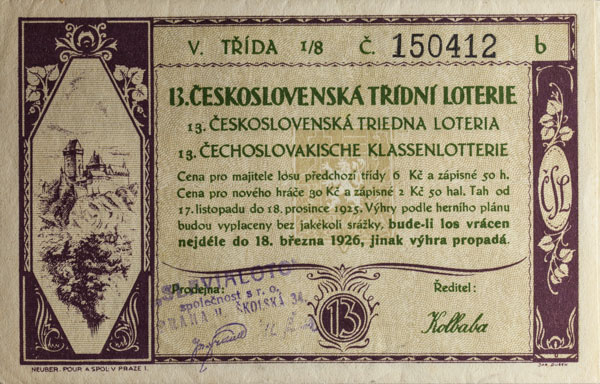 V. TŘÍDA 1/8 Č. 150412 b
13. ČESKOSLOVENSKÁ TŘÍDNÍ LOTERIE
13. ČESKOSLOVENSKÁ TRIEDNA LOTERIA
13. ČECHOSLOVAKISCHE KLASSENLOTTERIE
Cena pro majitele losu předchozí třídy 6 Kč a zápisné 50 h.
Cena pro nového hráče 30 Kč a zápisné 2 Kč 50 hal. Tah od
17. listopadu do 18. prosince 1925. Výhry podle herního plánu
budou vyplaceny bez jakékoli srážky, bude-li los vrácen
nejdéle do 18. března 1926, jinak výhra propadá.
Prodejna:
společnost s r. o.
PRAHA II. ŠKOLSKÁ 34.
13
Ředitel:
Kolbaba
ČSL
NEUBER, POUR A SPOL. V PRAZE I.